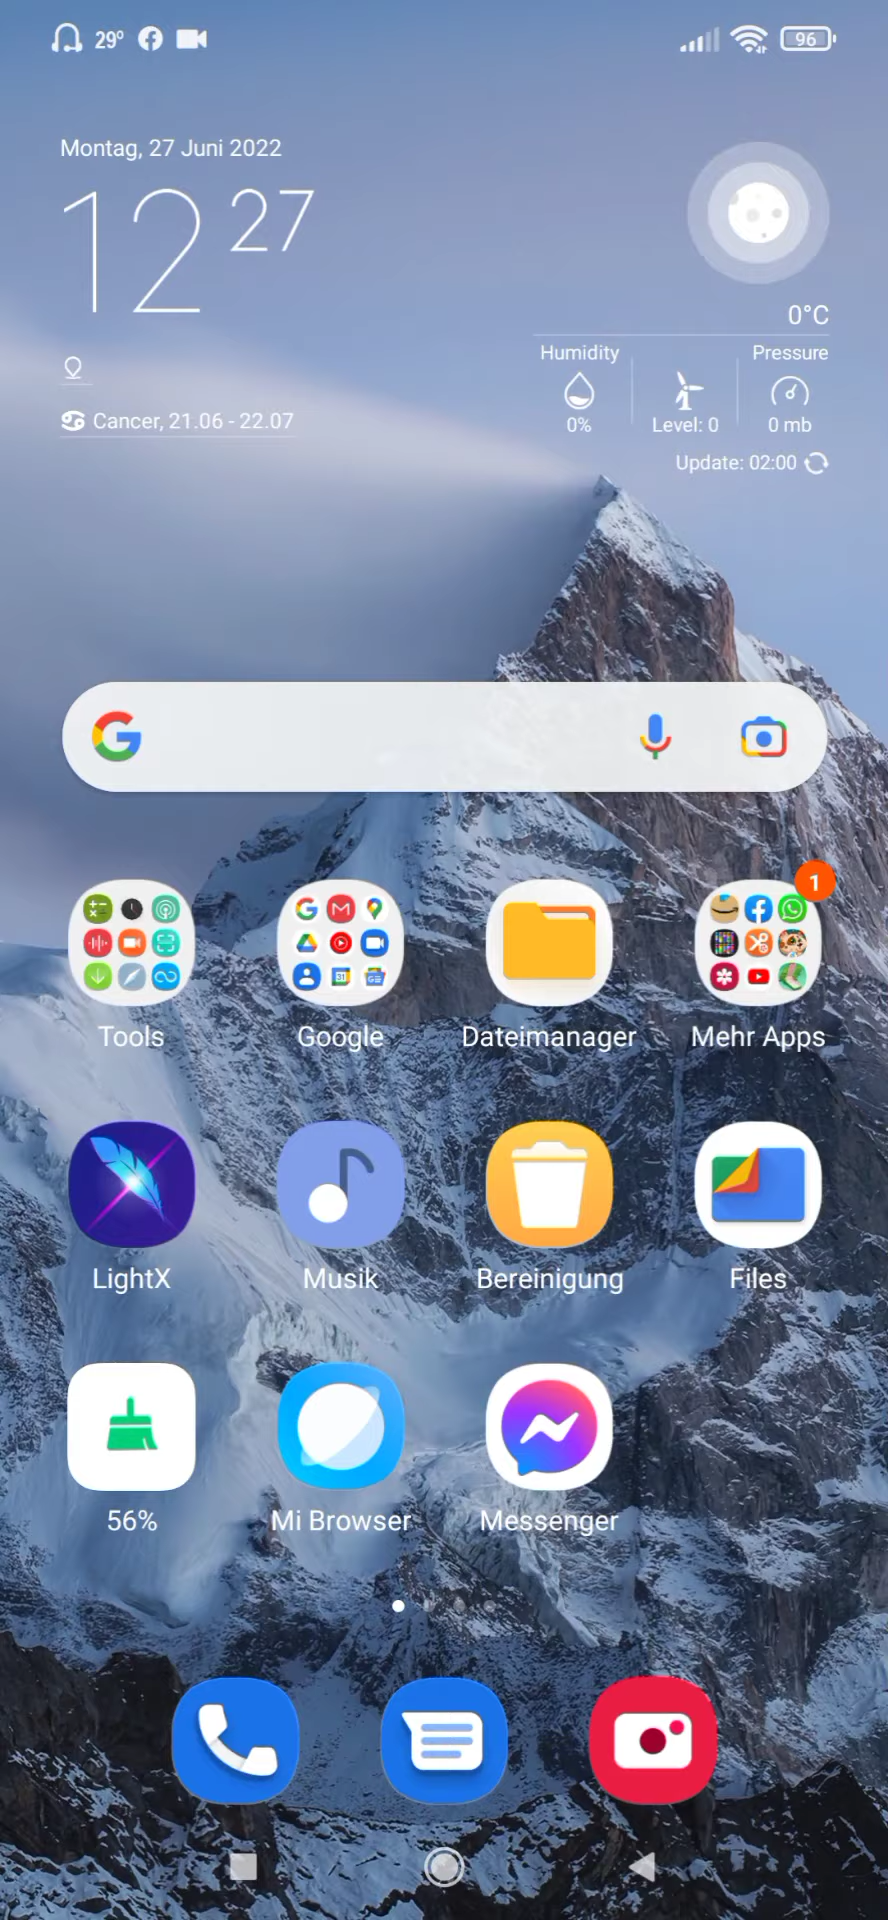 29° 96
Montag, 27 Juni 2022
12 27
0°C
Humidity Pressure
0% Level: 0 0 mb
Cancer, 21.06 - 22.07
Update: 02:00
1
Tools Google Dateimanager Mehr Apps
LightX Musik Bereinigung Files
56% Mi Browser Messenger